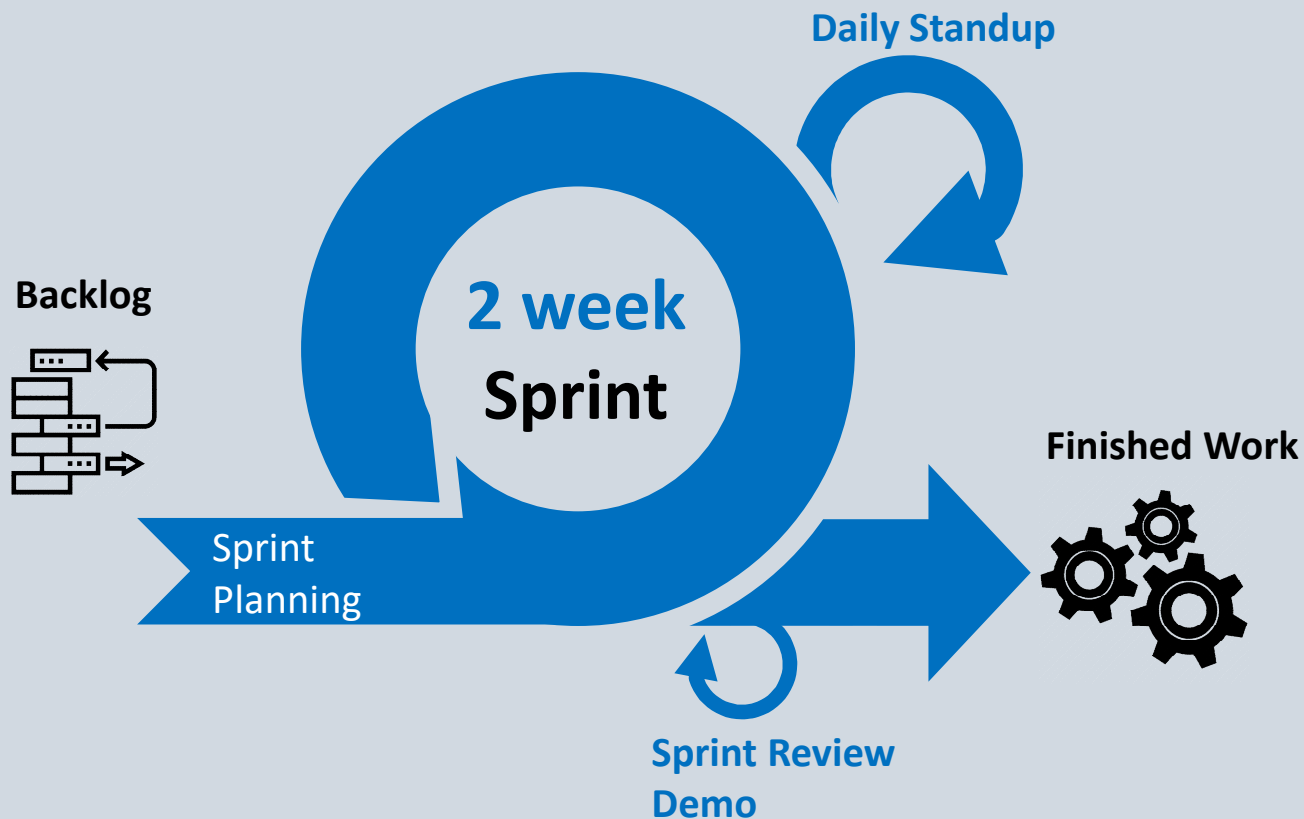 Daily Standup
Backlog
2 week
Sprint
Finished Work
Sprint
Planning
Sprint Review
Demo